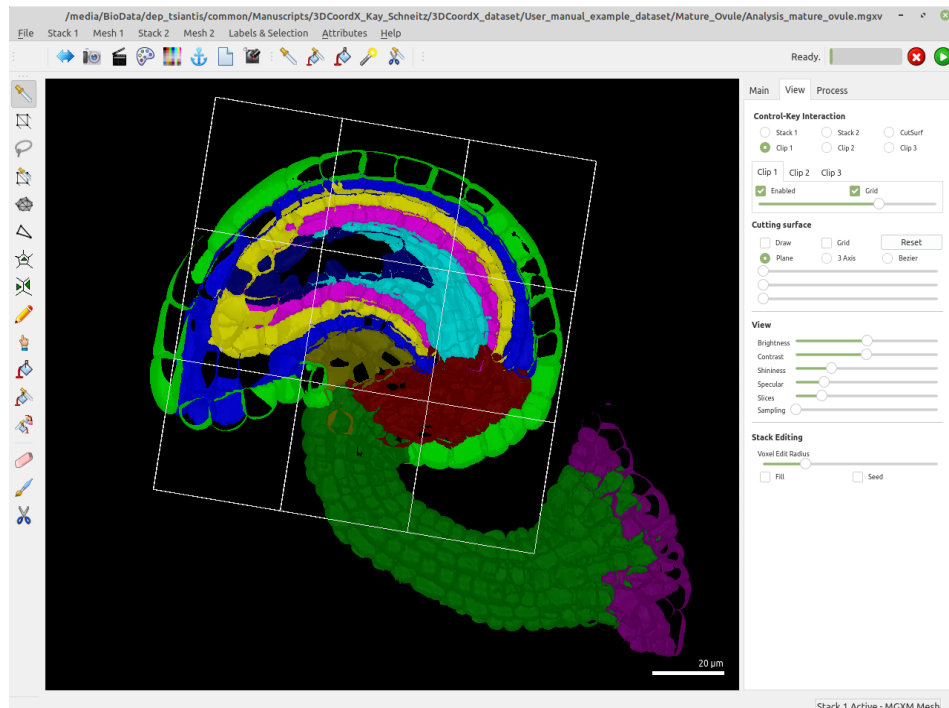 /media/BioData/dep_tsiantis/common/Manuscripts/3DCoordX_Kay_Schneitz/3DCoordX_dataset/User_manual_example_dataset/Mature_Ovule/Analysis_mature_ovule.mgxv
File Stack 1 Mesh 1 Stack 2 Mesh 2 Labels & Selection Attributes Help
Ready.
Main View Process
Control-Key Interaction
Stack 1 Stack 2 CutSurf
Clip 1 Clip 2 Clip 3
Clip 1 Clip 2 Clip 3
Enabled Grid
Cutting surface
Draw Grid Reset
Plane 3 Axis Bezier
View
Brightness
Contrast
Shininess
Specular
Slices
Sampling
Stack Editing
Voxel Edit Radius
Fill Seed
20 µm
Stack 1 Active - MGXM Mesh